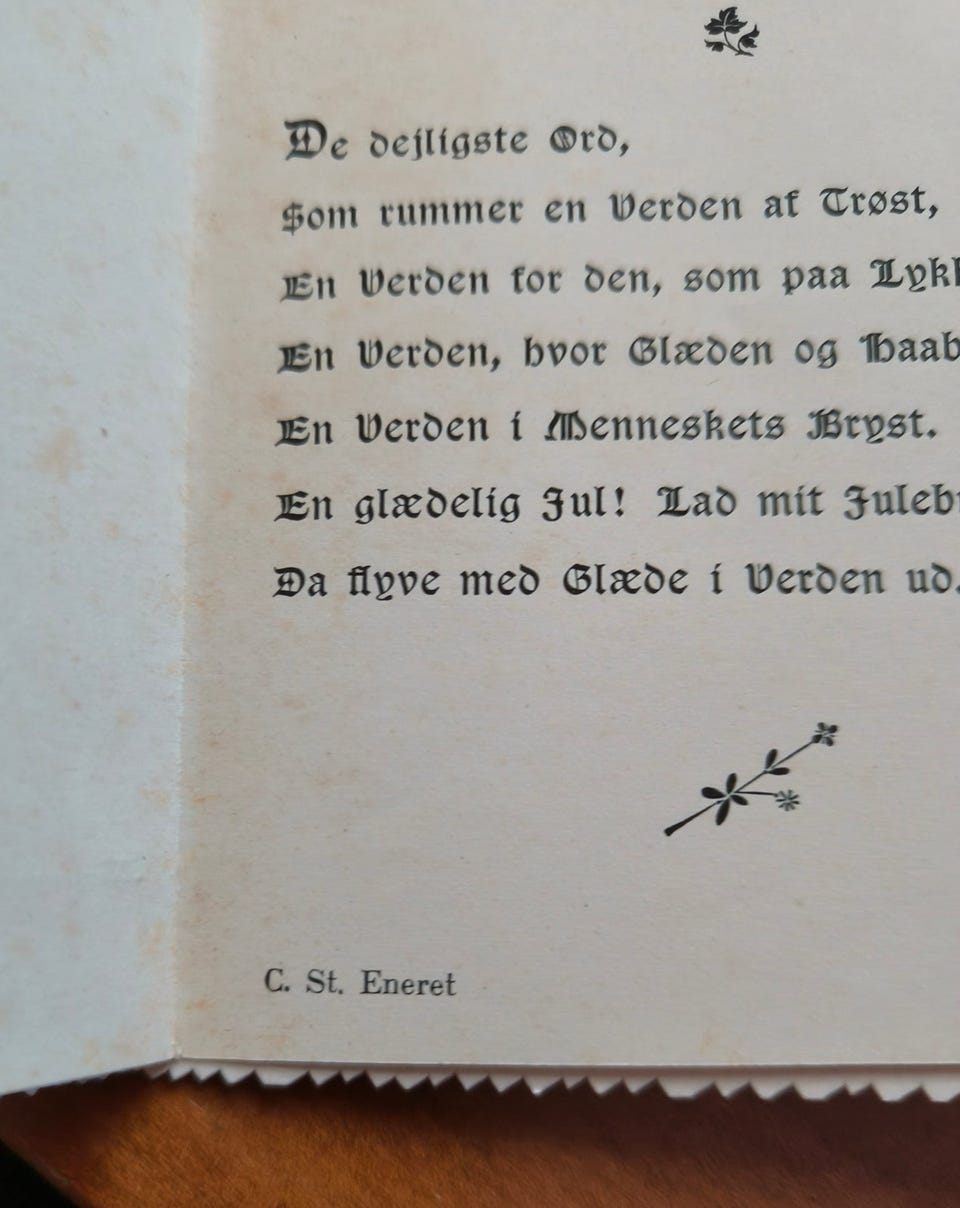 De dejligste Ord,
Som rummer en Verden af Trøst,
En Verden for den, som paa
En Verden, hvor Glæden og Haab
En Verden i Menneskets Bryst.
En glædelig Jul! Lad mit
Da flyve med Glæde i Verden ud.
C. St. Eneret